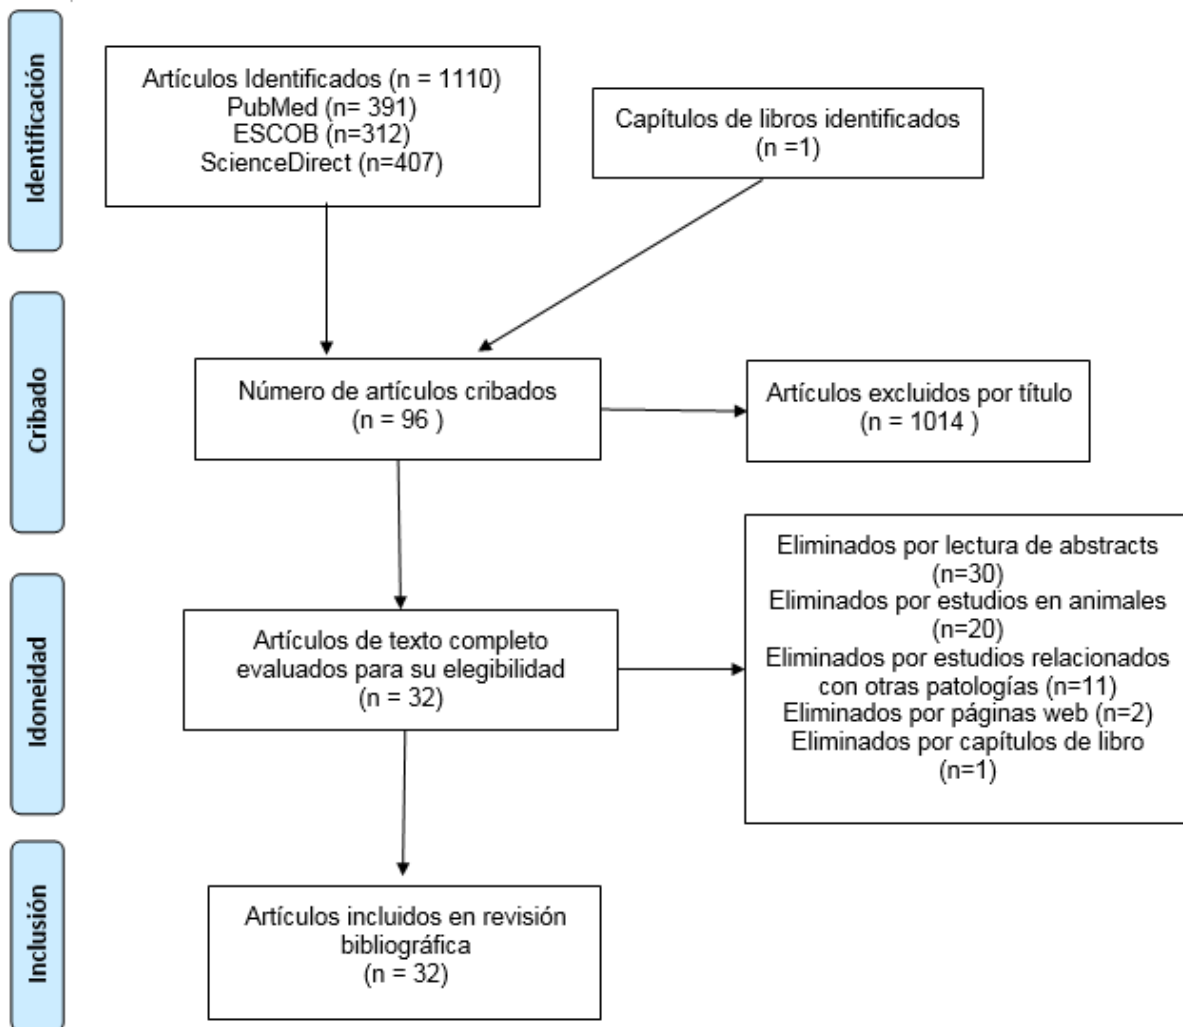 Identificación
Artículos Identificados (n = 1110)
PubMed (n= 391)
ESCOB (n=312)
ScienceDirect (n=407)
Capítulos de libros identificados
(n =1)
Cribado
Número de artículos cribados
(n = 96 )
Artículos excluidos por título
(n = 1014 )
Idoneidad
Artículos de texto completo
evaluados para su elegibilidad
(n = 32)
Eliminados por lectura de abstracts
(n=30)
Eliminados por estudios en animales
(n=20)
Eliminados por estudios relacionados
con otras patologías (n=11)
Eliminados por páginas web (n=2)
Eliminados por capítulos de libro
(n=1)
Inclusión
Artículos incluidos en revisión
bibliográfica
(n = 32)